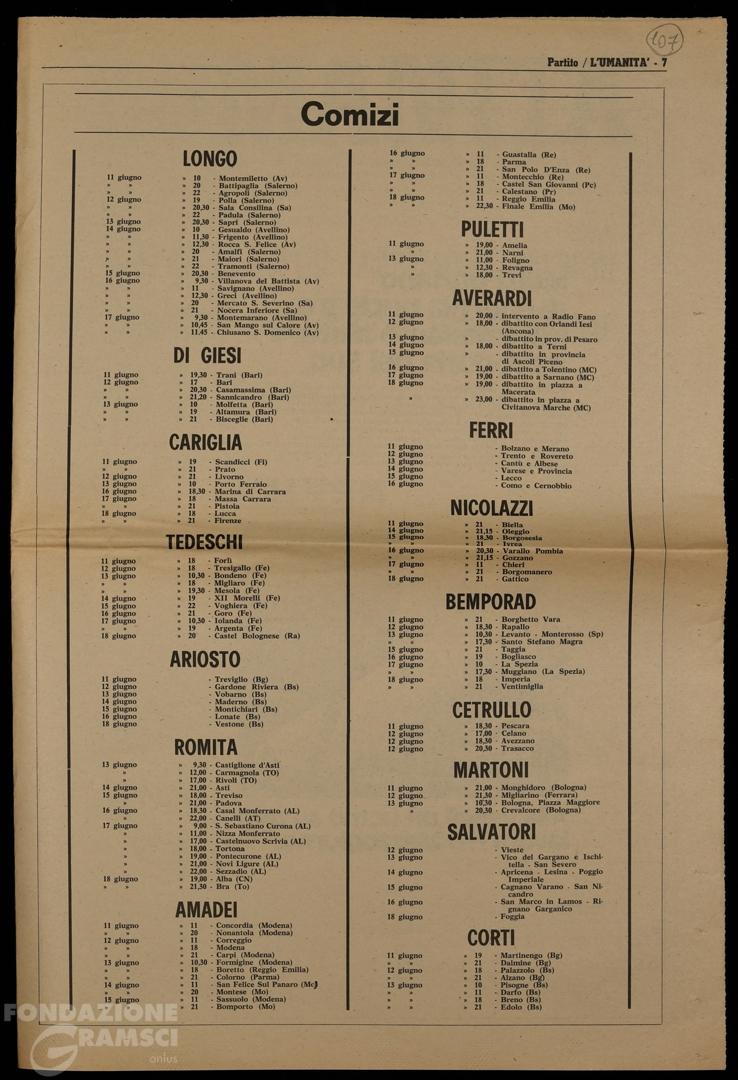 107
Partito / L'UMANITA' - 7
Comizi
LONGO
11 giugno » 10 - Montemiletto (Av)
» » » 20 - Battipaglia (Salerno)
» » » 22 - Agropoli (Salerno)
12 giugno » 19 - Polla (Salerno)
» » » 20,30 - Sala Consilina (Sa)
» » » 22 - Padula (Salerno)
13 giugno » 20,30 - Sapri (Salerno)
14 giugno » 10 - Gesualdo (Avellino)
» » » 11,30 - Frigento (Avellino)
» » » 12,30 - Rocca S. Felice (Av)
» » » 20 - Amalfi (Salerno)
» » » 21 - Maiori (Salerno)
» » » 22 - Tramonti (Salerno)
15 giugno » 20,30 - Benevento
16 giugno » 9,30 - Villanova del Battista (Av)
» » » 11 - Savignano (Avellino)
» » » 12,30 - Greci (Avellino)
» » » 20 - Mercato S. Severino (Sa)
» » » 21 - Nocera Inferiore (Sa)
17 giugno » 9,30 - Montemarano (Avellino)
» » » 10,45 - San Mango sul Calore (Av)
» » » 11.45 - Chiusano S. Domenico (Av)
DI GIESI
11 giugno » 19,30 - Trani (Bari)
12 giugno » 17 - Bari
» » » 20,30 - Casamassima (Bari)
» » » 21,20 - Sannicandro (Bari)
13 giugno » 10 - Molfetta (Bari)
» » » 19 - Altamura (Bari)
» » » 21 - Bisceglie (Bari)
CARIGLIA
11 giugno » 19 - Scandicci (Fi)
» » » 21 - Prato
12 giugno » 21 - Livorno
13 giugno » 10 - Porto Ferraio
16 giugno » 18,30 - Marina di Carrara
17 giugno » 18 - Massa Carrara
» » » 21 - Pistoia
18 giugno » 18 - Lucca
» » » 21 - Firenze
TEDESCHI
11 giugno » 18 - Forlì
12 giugno » 18 - Tresigallo (Fe)
13 giugno » 10,30 - Bondeno (Fe)
» » » 18 - Migliaro (Fe)
» » » 19,30 - Mesola (Fe)
14 giugno » 19 - XII Morelli (Fe)
15 giugno » 22 - Voghiera (Fe)
16 giugno » 21 - Goro (Fe)
17 giugno » 10,30 - Iolanda (Fe)
» » » 19 - Argenta (Fe)
18 giugno » 20 - Castel Bolognese (Ra)
ARIOSTO
11 giugno - Treviglio (Bg)
12 giugno - Gardone Riviera (Bs)
13 giugno - Vobarno (Bs)
14 giugno - Maderno (Bs)
15 giugno - Montichiari (Bs)
16 giugno - Lonate (Bs)
18 giugno - Vestone (Bs)
ROMITA
13 giugno » 9,30 - Castiglione d'Asti
» » 12,00 - Carmagnola (TO)
» » 17,00 - Rivoli (TO)
14 giugno » 21,00 - Asti
15 giugno » 18,00 - Treviso
» » 21,00 - Padova
16 giugno » 18,30 - Casal Monferrato (AL)
» » 22,00 - Canelli (AT)
17 giugno » 9,00 - S. Sebastiano Curona (AL)
» » 11,00 - Nizza Monferrato
» » 17,00 - Castelnuovo Scrivia (AL)
» » 18,00 - Tortona
» » 19,00 - Pontecurone (AL)
» » 21,00 - Novi Ligure (AL)
» » 22,00 - Sezzadio (AL)
18 giugno » 19,00 - Alba (CN)
» » » 21,30 - Bra (To)
AMADEI
11 giugno » 11 - Concordia (Modena)
» » » 20 - Nonantola (Modena)
12 giugno » 11 - Correggio
» » » 18 - Modena
» » » 21 - Carpi (Modena)
13 giugno » 10,30 - Formigine (Modena)
» » » 18 - Boretto (Reggio Emilia)
» » » 21 - Colorno (Parma)
14 giugno » 11 - San Felice Sul Panaro (Mo)
» » » 20 - Montese (Mo)
15 giugno » 11 - Sassuolo (Modena)
» » » 21 - Bomporto (Mo)
16 giugno » 11 - Guastalla (Re)
» » » 18 - Parma
» » » 21 - San Polo D'Enza (Re)
17 giugno » 11 - Montecchio (Re)
» » » 18 - Castel San Giovanni (Pc)
» » » 21 - Calestano (Pr)
18 giugno » 11 - Reggio Emilia
» » » 22,30 - Finale Emilia (Mo)
PULETTI
11 giugno » 19,00 - Amelia
» » 21,00 - Narni
13 giugno » 11,00 - Foligno
» » 12,30 - Revagna
» » 18,00 - Trevi
AVERARDI
11 giugno » 20,00 - intervento a Radio Fano
12 giugno » 18,00 - dibattito con Orlandi Iesi
(Ancona)
13 giugno » - dibattito in prov. di Pesaro
14 giugno » 18,00 - dibattito a Terni
15 giugno » - dibattito in provincia
di Ascoli Piceno
16 giugno » 21,00 - dibattito a Tolentino (MC)
17 giugno » 19,00 - dibattito a Sarnano (MC)
18 giugno » 19,00 - dibattito in piazza a
Macerata
» » 23,00 - dibattito in piazza a
Civitanova Marche (MC)
FERRI
11 giugno - Bolzano e Merano
12 giugno - Trento e Rovereto
13 giugno - Cantù e Albese
14 giugno - Varese e Provincia
15 giugno - Lecco
16 giugno - Como e Cernobbio
NICOLAZZI
11 giugno » 21 - Biella
14 giugno » 21,15 - Oleggio
15 giugno » 18,30 - Borgosesia
» » » 21 - Ivrea
16 giugno » 20,30 - Varallo Pombia
» » » 21,15 - Gozzano
17 giugno » 11 - Chieri
» » » 21 - Borgomanero
18 giugno » 21 - Gattico
BEMPORAD
11 giugno » 21 - Borghetto Vara
12 giugno » 18,30 - Rapallo
13 giugno » 10,30 - Levanto - Monterosso (Sp)
» » » 17,30 - Santo Stefano Magra
15 giugno » 21 - Taggia
16 giugno » 19 - Bogliasco
17 giugno » 10 - La Spezia
» » » 17,30 - Muggiano (La Spezia)
18 giugno » 18 - Imperia
» » » 21 - Ventimiglia
CETRULLO
11 giugno » 18,30 - Pescara
12 giugno » 17,00 - Celano
12 giugno » 18,30 - Avezzano
12 giugno » 20,30 - Trasacco
MARTONI
11 giugno » 21,00 - Monghidoro (Bologna)
12 giugno » 21,30 - Migliarino (Ferrara)
13 giugno » 10,30 - Bologna, Piazza Maggiore
» » 20,30 - Crevalcore (Bologna)
SALVATORI
12 giugno - Vieste
13 giugno - Vico del Gargano e Ischi-
tella - San Severo
14 giugno - Apricena - Lesina - Poggio
Imperiale
15 giugno - Cagnano Varano - San Ni-
candro
16 giugno - San Marco in Lamos - Ri-
gnano Garganico
18 giugno - Foggia
CORTI
11 giugno » 19 - Martinengo (Bg)
» » » 21 - Dalmine (Bg)
12 giugno » 18 - Palazzolo (Bs)
» » » 21 - Alzano (Bg)
13 giugno » 10 - Pisogne (Bs)
» » » 11 - Darfo (Bs)
» » » 18 - Breno (Bs)
» » » 21 - Edolo (Bs)
FONDAZIONE
GRAMSCI
onlus